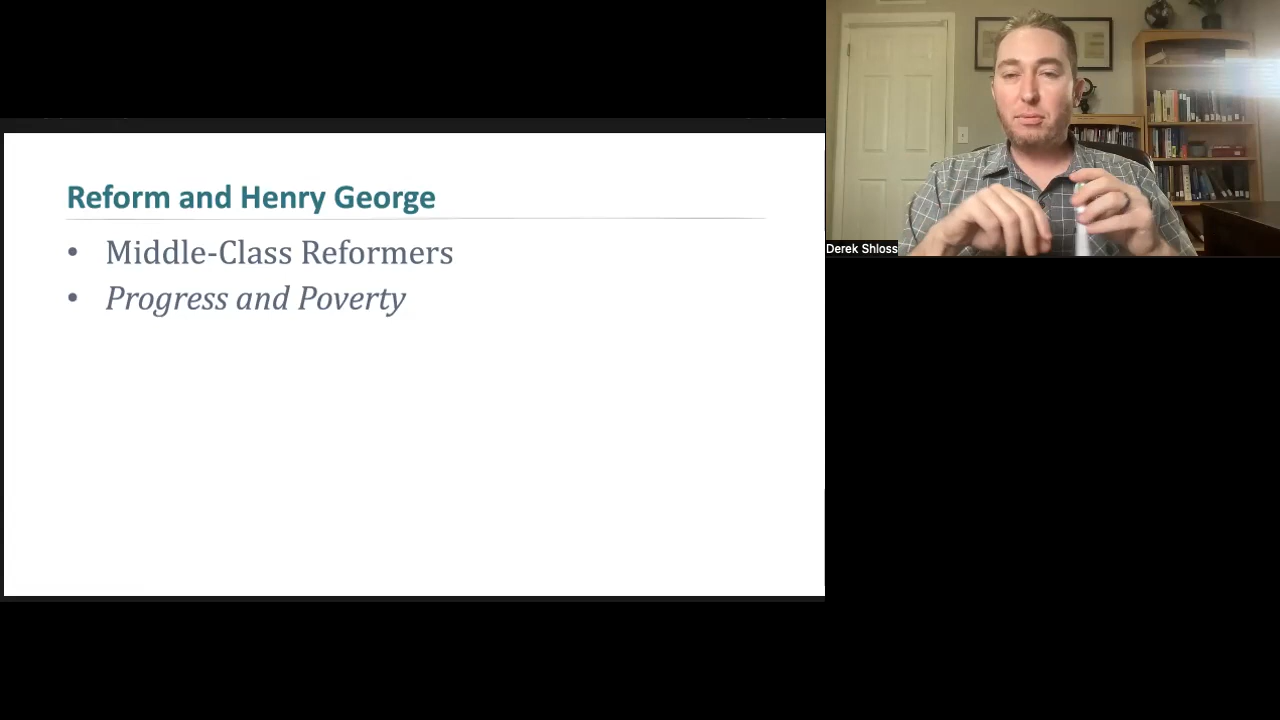 Reform and Henry George
• Middle-Class Reformers
• Progress and Poverty
Derek Shloss